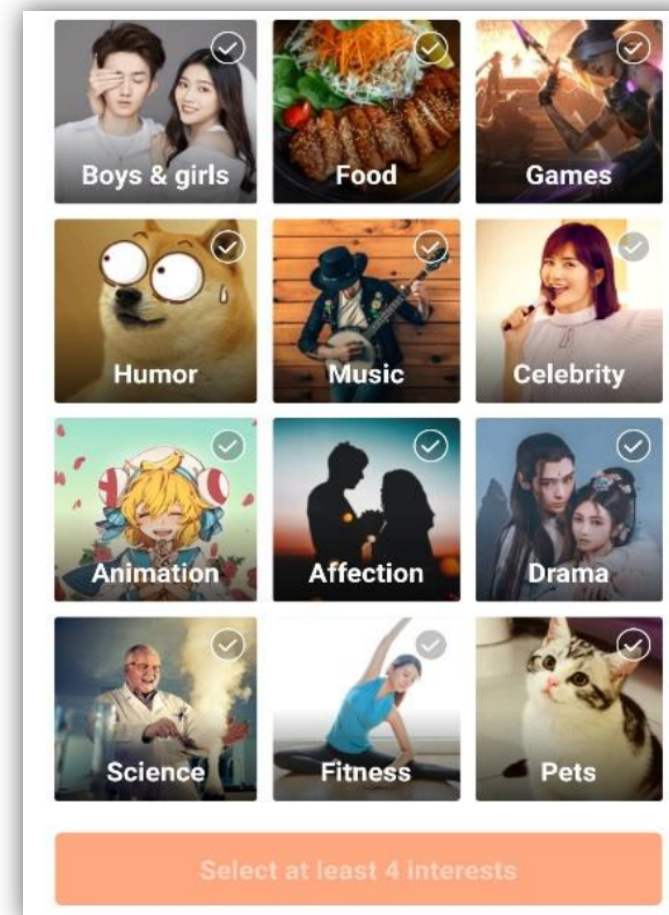 Boys & girls
Food
Games
Humor
Music
Celebrity
Animation
Affection
Drama
Science
Fitness
Pets
Select at least 4 interests